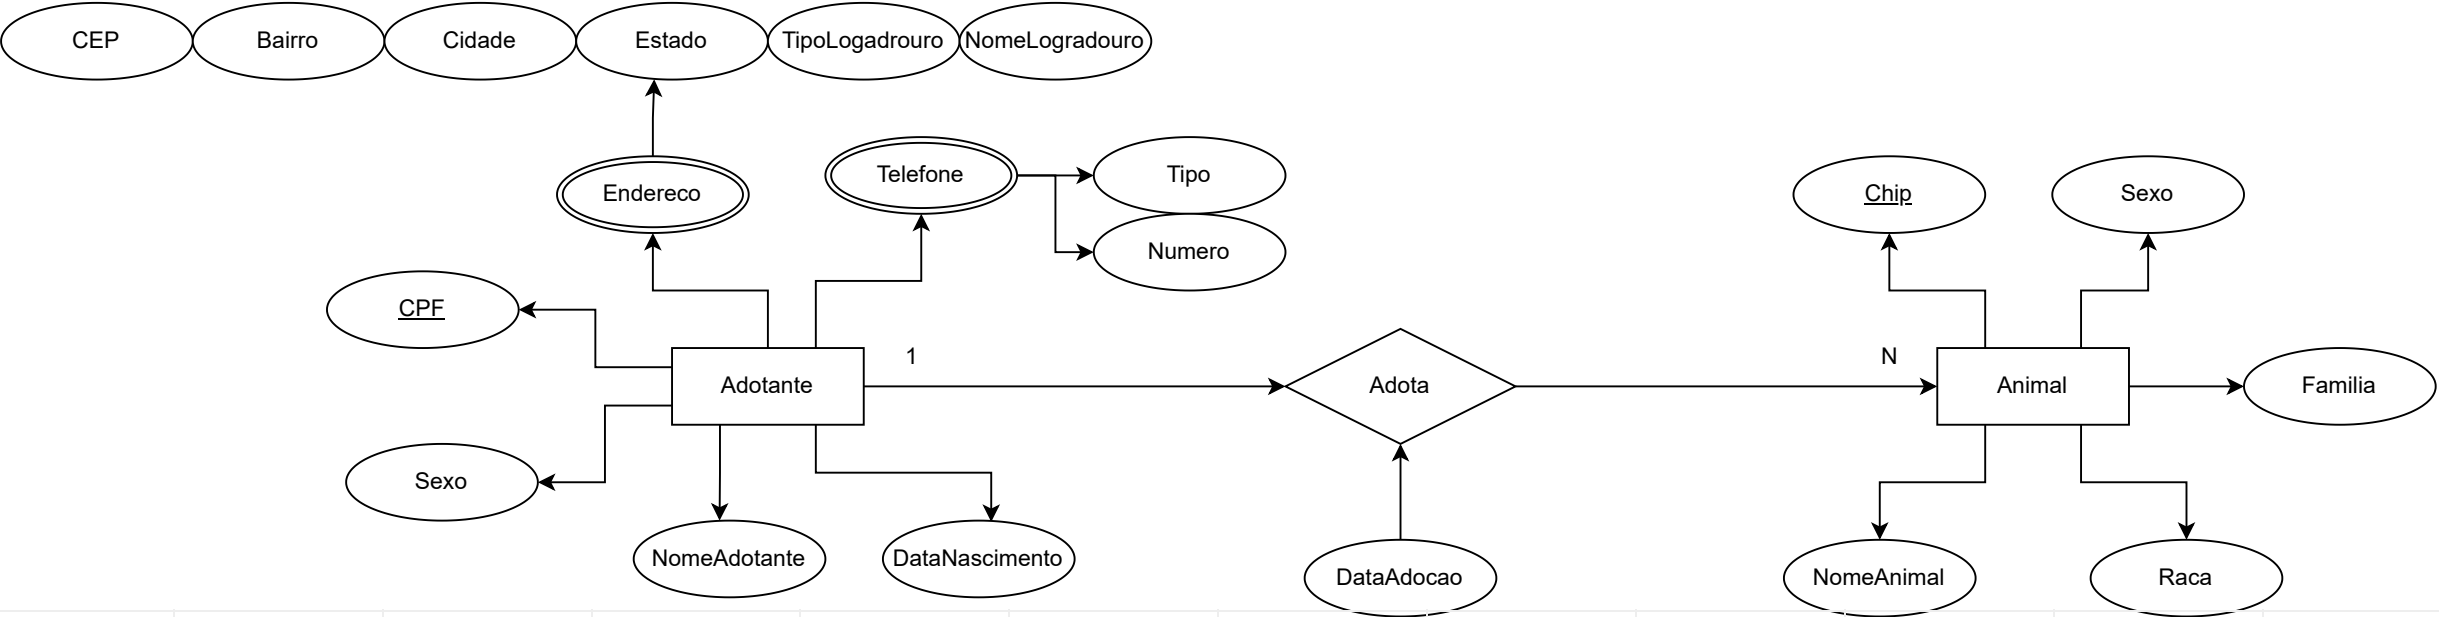 CEP
Bairro
Cidade
Estado
TipoLogadrouro
NomeLogradouro
Endereco
Telefone
Tipo
Numero
Chip
Sexo
CPF
1
N
Adotante
Adota
Animal
Familia
Sexo
NomeAdotante
DataNascimento
DataAdocao
NomeAnimal
Raca